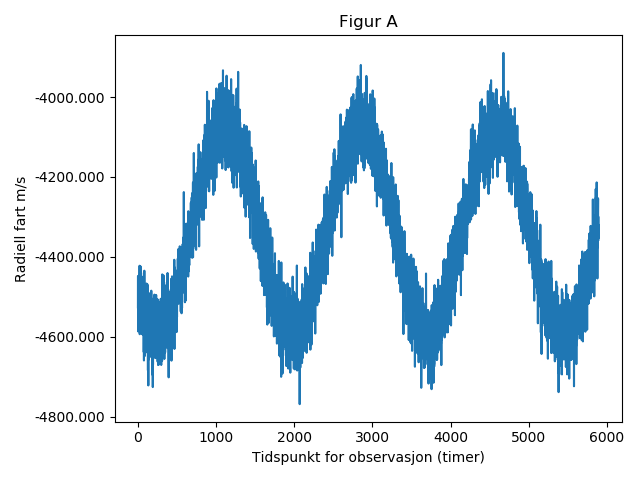 Figur A
Radiell fart m/s
-4000.000
-4200.000
-4400.000
-4600.000
-4800.000
0 1000 2000 3000 4000 5000 6000
Tidspunkt for observasjon (timer)